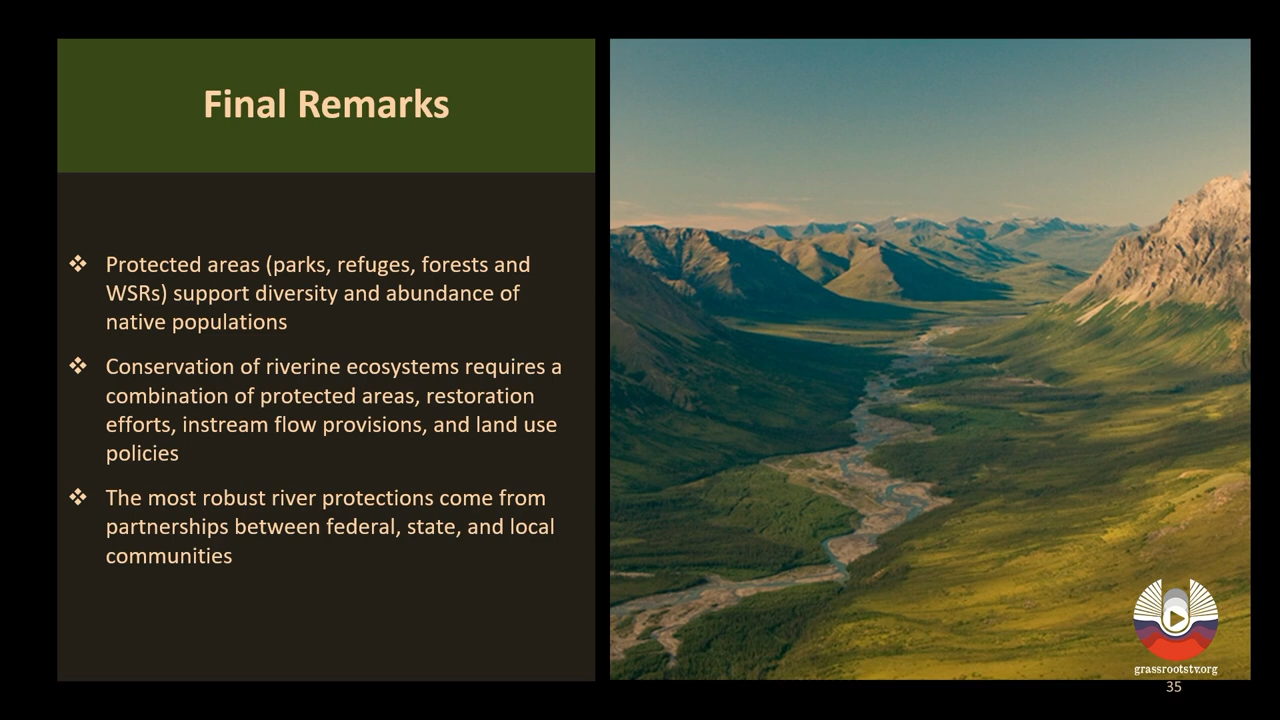 Final Remarks
❖ Protected areas (parks, refuges, forests and
WSRs) support diversity and abundance of
native populations
❖ Conservation of riverine ecosystems requires a
combination of protected areas, restoration
efforts, instream flow provisions, and land use
policies
❖ The most robust river protections come from
partnerships between federal, state, and local
communities
grassrootstv.org
35